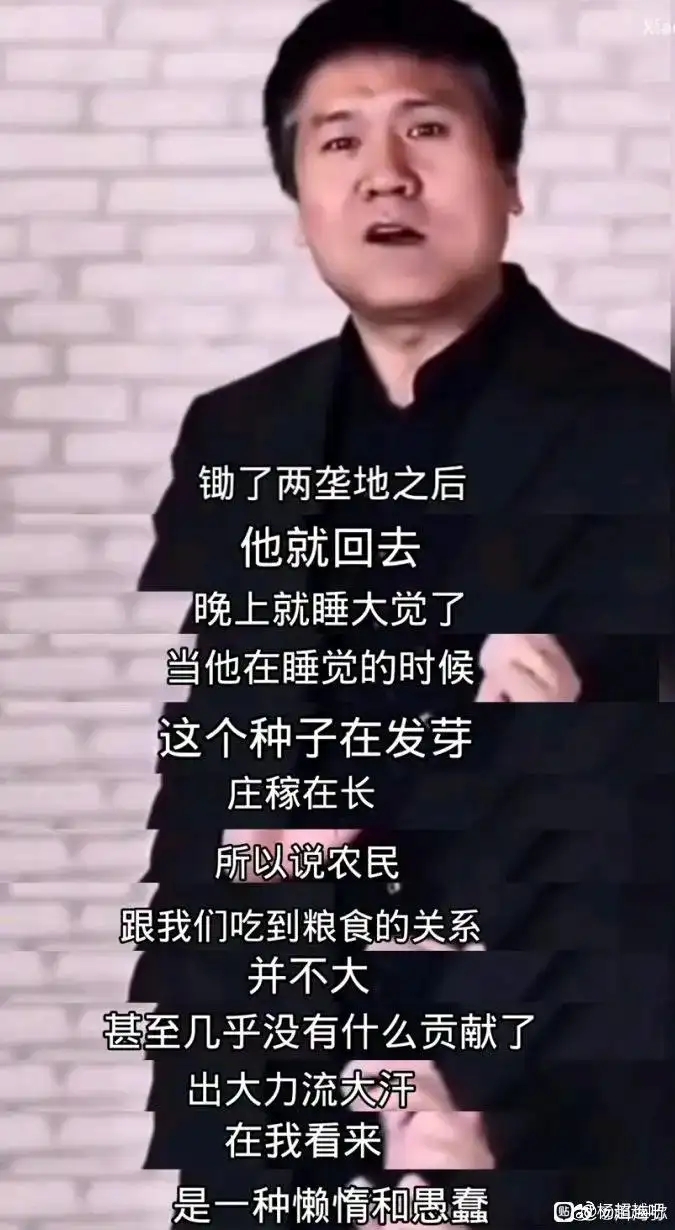 Xia
锄了两垄地之后
他就回去
晚上就睡大觉了
当他在睡觉的时候
这个种子在发芽
庄稼在长
所以说农民
跟我们吃到粮食的关系
并不大
甚至几乎没有什么贡献了
出大力流大汗
在我看来
是一种懒惰和愚蠢
贴